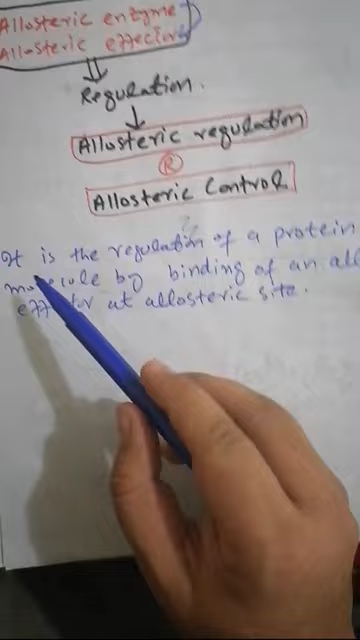 Allosteric enzyme
Allosteric effector
Regulation.
Allosteric regulation
R
Allosteric Control
It is the regulation of a protein
by binding of an
at allosteric site.